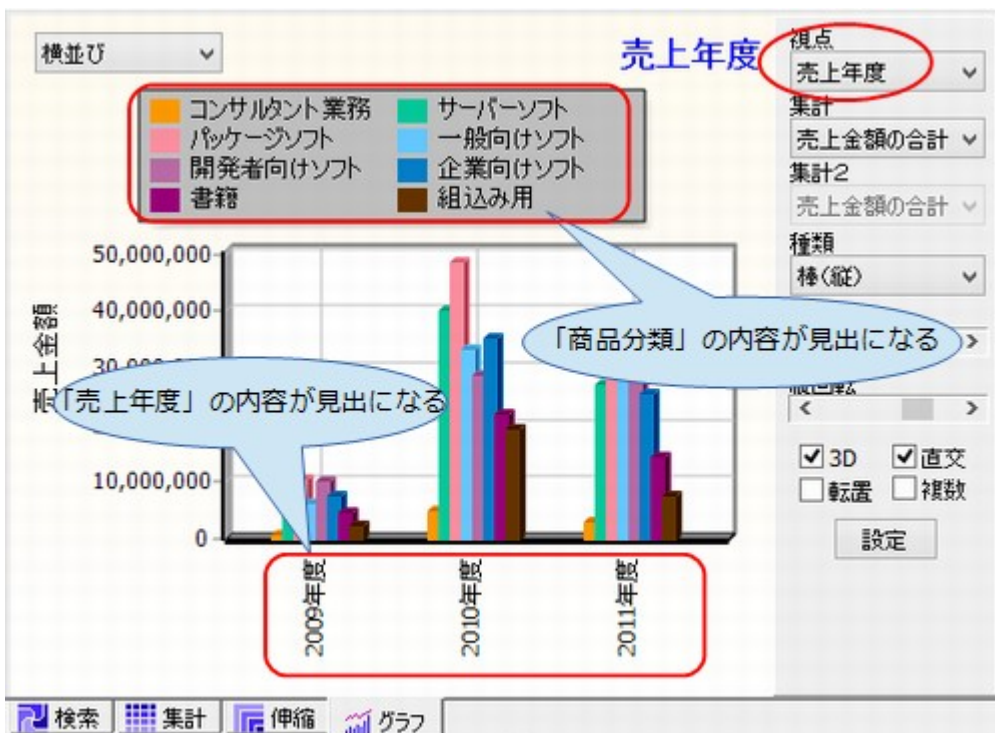 横並び
売上年度
コンサルタント業務
サーバーソフト
パッケージソフト
一般向けソフト
開発者向けソフト
企業向けソフト
書籍
組込み用
視点
売上年度
集計
売上金額の合計
集計2
売上金額の合計
種類
棒(縦)
3D
直交
転置
複数
設定
売上金額
50,000,000
40,000,000
10,000,000
0
「商品分類」の内容が見出になる
「売上年度」の内容が見出になる
2009年度
2010年度
2011年度
検索
集計
伸縮
グラフ